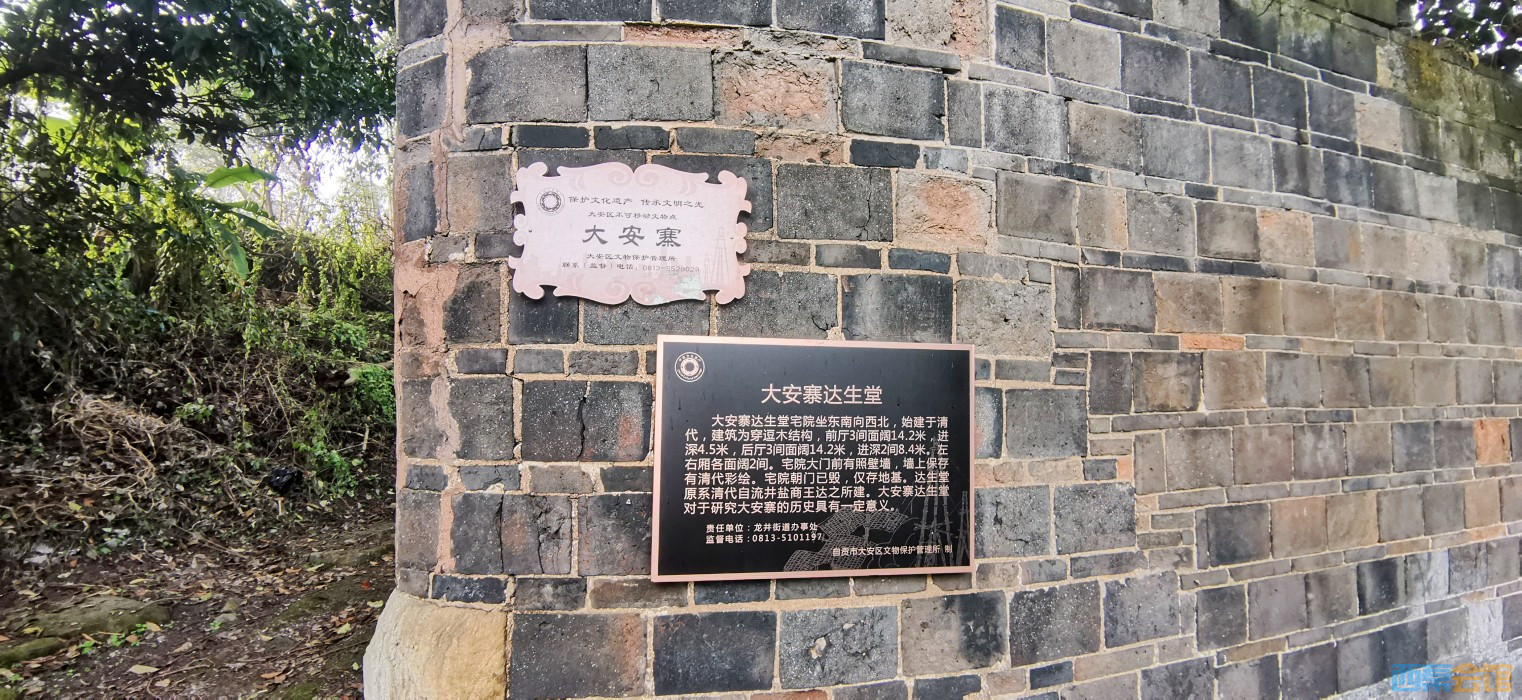 保护文化遗产 传承文明之光
大安区不可移动文物点
大安寨
大安区文物保护管理所
联系（监督）电话：0813-5529029
大安寨达生堂
大安寨达生堂宅院坐东南向西北，始建于清
代，建筑为穿逗木结构，前厅3间面阔14.2米，进
深4.5米，后厅3间面阔14.2米，进深2间8.4米。左
右厢各面阔2间。宅院大门前有照壁墙，墙上保存
有清代彩绘。宅院朝门已毁，仅存地基。达生堂
原系清代自流井盐商王达之所建。大安寨达生堂
对于研究大安寨的历史具有一定意义。
责任单位：龙井街道办事处
监督电话：0813-5101197
自贡市大安区文物保护管理所 制